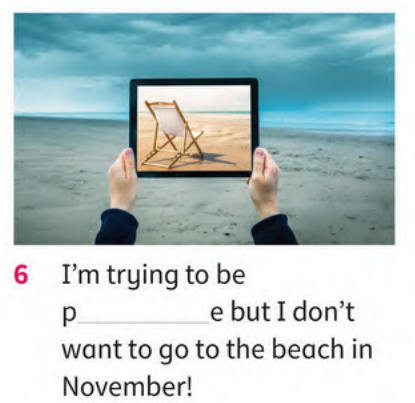 6 I'm trying to be
p__________e but I don't
want to go to the beach in
November!